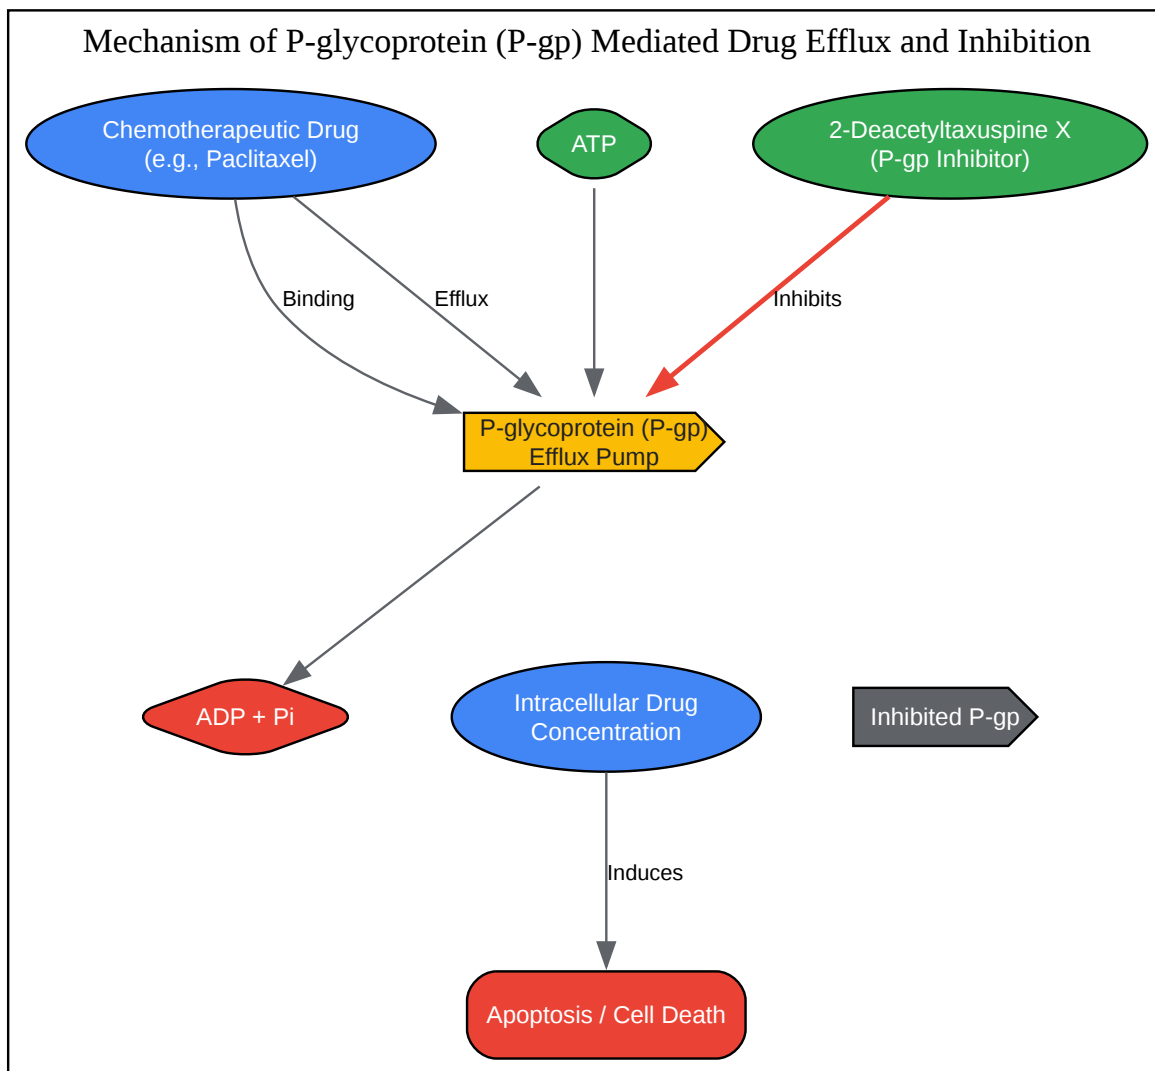 Mechanism of P-glycoprotein (P-gp) Mediated Drug Efflux and Inhibition
Chemotherapeutic Drug
(e.g., Paclitaxel)
ATP
2-Deacetyltaxuspine X
(P-gp Inhibitor)
Binding
Efflux
Inhibits
P-glycoprotein (P-gp)
Efflux Pump
ADP + Pi
Intracellular Drug
Concentration
Inhibited P-gp
Induces
Apoptosis / Cell Death